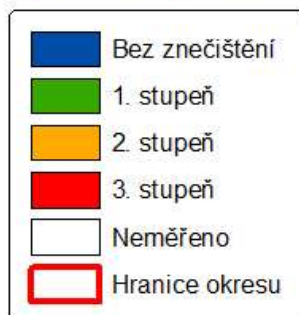 Bez znečištění
1. stupeň
2. stupeň
3. stupeň
Neměřeno
Hranice okresu